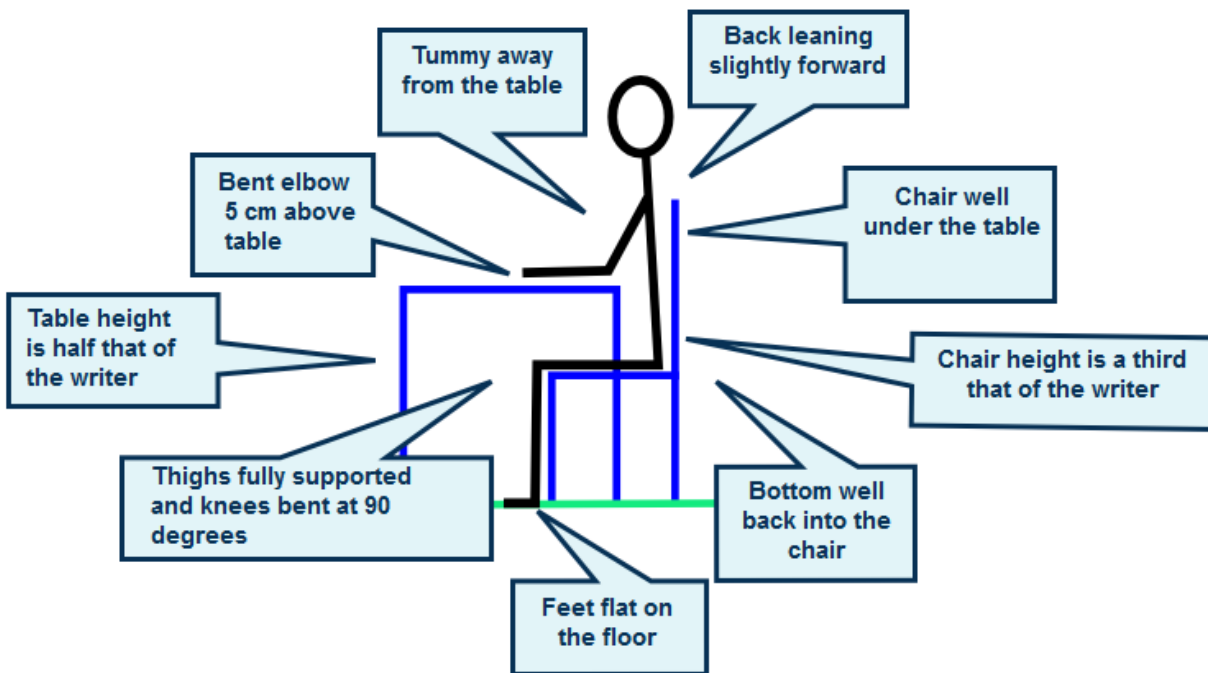 Tummy away
from the table
Back leaning
slightly forward
Bent elbow
5 cm above
table
Chair well
under the table
Table height
is half that of
the writer
Chair height is a third
that of the writer
Thighs fully supported
and knees bent at 90
degrees
Bottom well
back into the
chair
Feet flat on
the floor